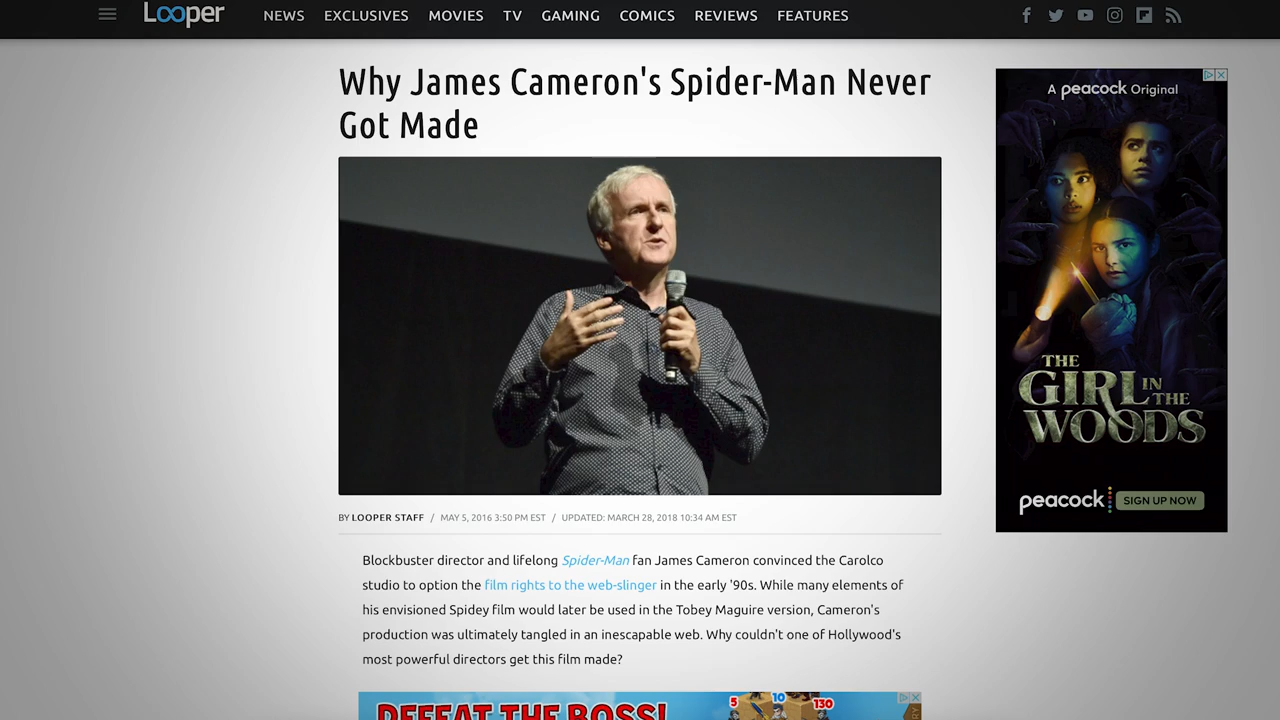 Looper
NEWS EXCLUSIVES MOVIES TV GAMING COMICS REVIEWS FEATURES
Why James Cameron's Spider-Man Never
Got Made
BY LOOPER STAFF / MAY 5, 2016 3:50 PM EST / UPDATED: MARCH 28, 2018 10:34 AM EST
Blockbuster director and lifelong Spider-Man fan James Cameron convinced the Carolco
studio to option the film rights to the web-slinger in the early '90s. While many elements of
his envisioned Spidey film would later be used in the Tobey Maguire version, Cameron's
production was ultimately tangled in an inescapable web. Why couldn't one of Hollywood's
most powerful directors get this film made?
DEFEAT THE BOSS!
5
10
130
A peacock Original
THE
GIRL IN
THE
WOODS
peacock SIGN UP NOW